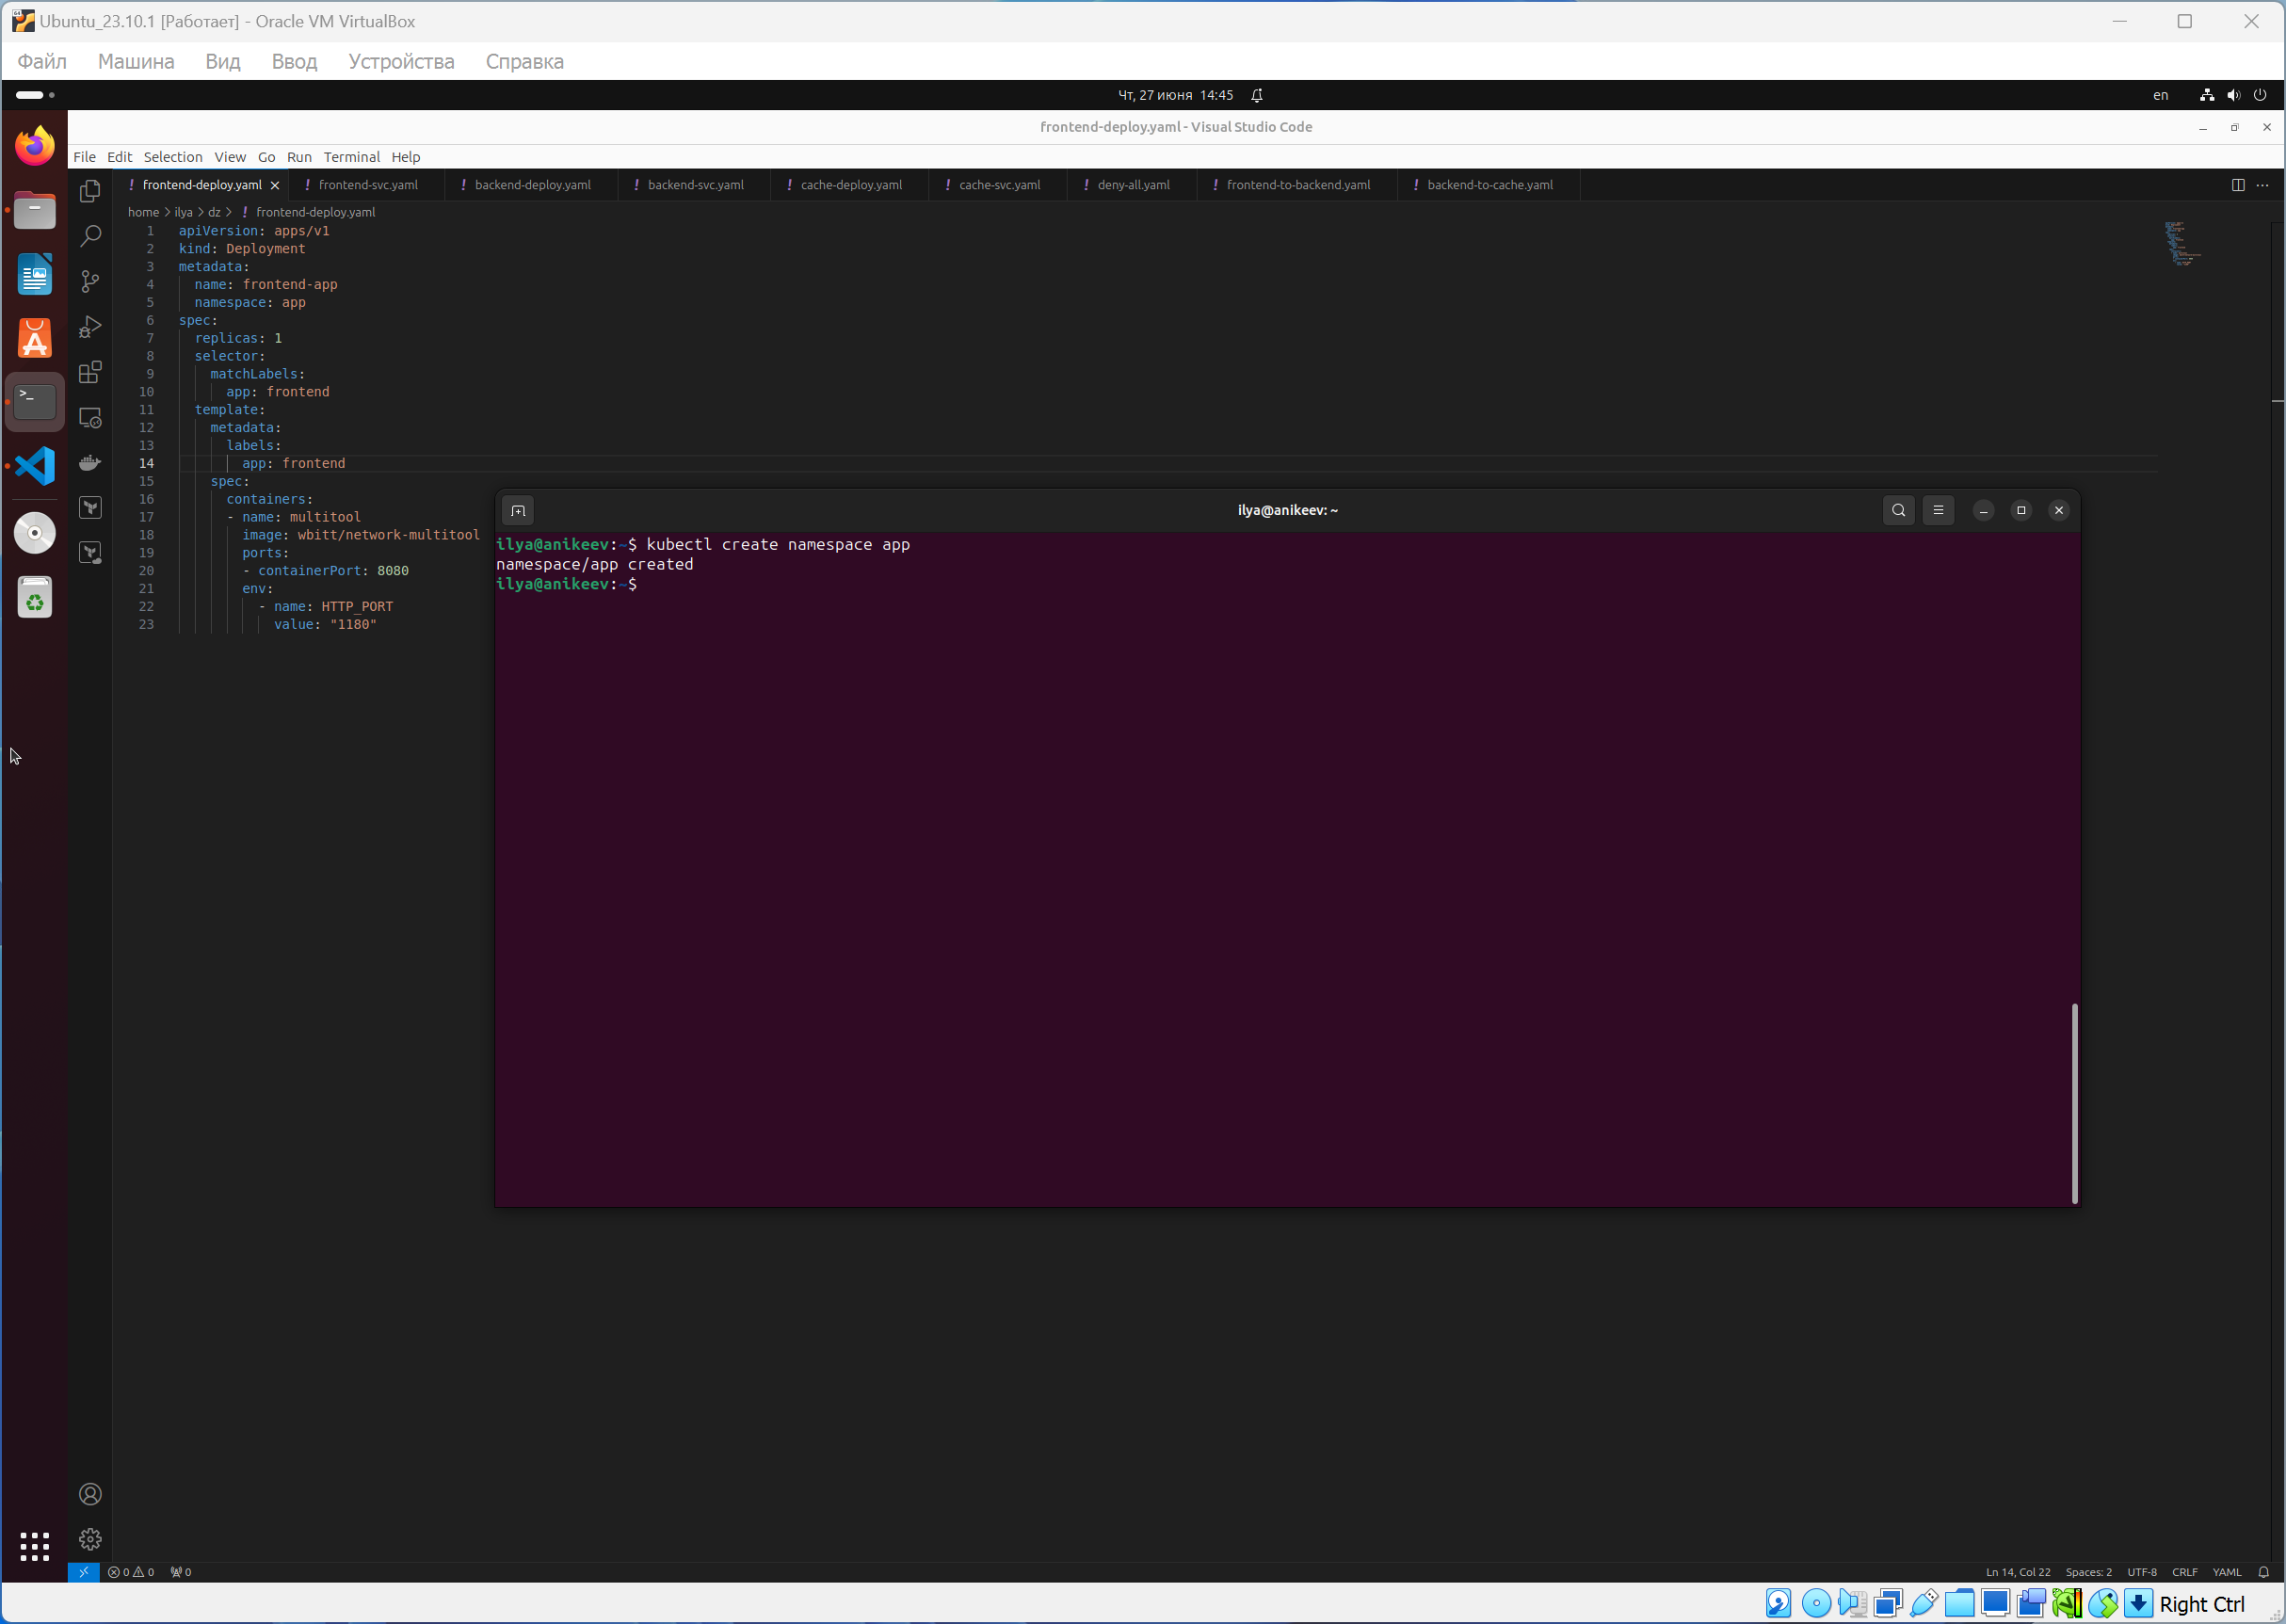 Ubuntu_23.10.1 [Работает] - Oracle VM VirtualBox
Файл Машина Вид Ввод Устройства Справка
Чт, 27 июня 14:45
en
frontend-deploy.yaml - Visual Studio Code
File Edit Selection View Go Run Terminal Help
! frontend-deploy.yaml ! frontend-svc.yaml ! backend-deploy.yaml ! backend-svc.yaml ! cache-deploy.yaml ! cache-svc.yaml ! deny-all.yaml ! frontend-to-backend.yaml ! backend-to-cache.yaml
home > ilya > dz > ! frontend-deploy.yaml
1 apiVersion: apps/v1
2 kind: Deployment
3 metadata:
4 name: frontend-app
5 namespace: app
6 spec:
7 replicas: 1
8 selector:
9 matchLabels:
10 app: frontend
11 template:
12 metadata:
13 labels:
14 app: frontend
15 spec:
16 containers:
17 - name: multitool
18 image: wbitt/network-multitool
19 ports:
20 - containerPort: 8080
21 env:
22 - name: HTTP_PORT
23 value: "1180"
ilya@anikeev: ~
ilya@anikeev:~$ kubectl create namespace app
namespace/app created
ilya@anikeev:~$
0 0 0
Ln 14, Col 22 Spaces: 2 UTF-8 CRLF YAML
Right Ctrl